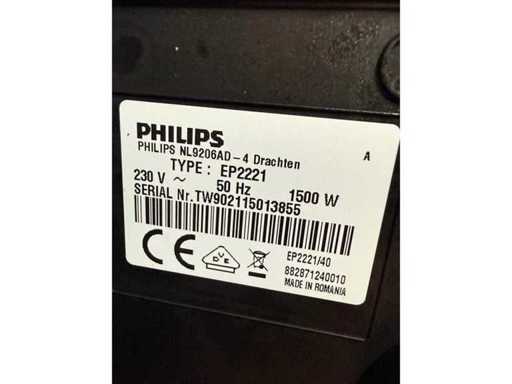 PHILIPS
PHILIPS NL9206AD-4 Drachten A
TYPE : EP2221
230 V ~ 50 Hz 1500 W
SERIAL Nr.TW902115013855
EP2221/40
882871240010
MADE IN ROMANIA
CE
DVE